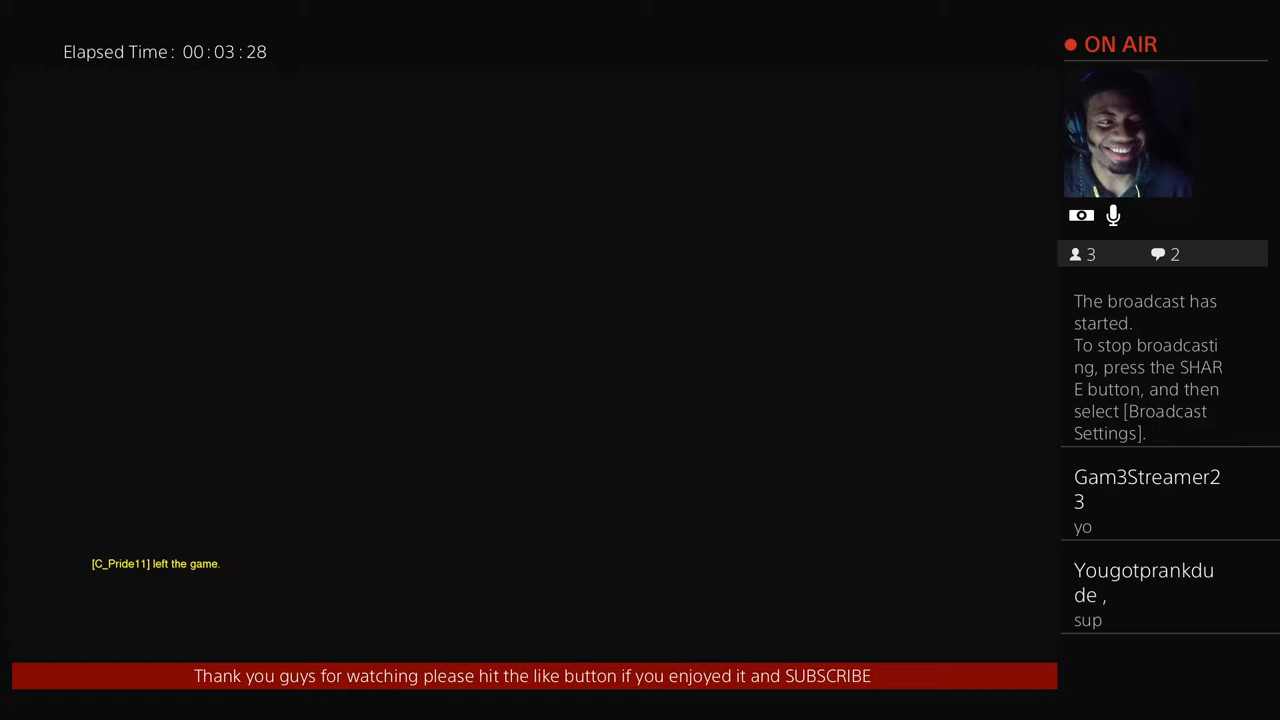 Elapsed Time: 00:03:28
ON AIR
3 2
The broadcast has
started.
To stop broadcasti
ng, press the SHAR
E button, and then
select [Broadcast
Settings].
Gam3Streamer2
3
yo
Yougotprankdu
de ,
sup
[C_Pride11] left the game.
Thank you guys for watching please hit the like button if you enjoyed it and SUBSCRIBE